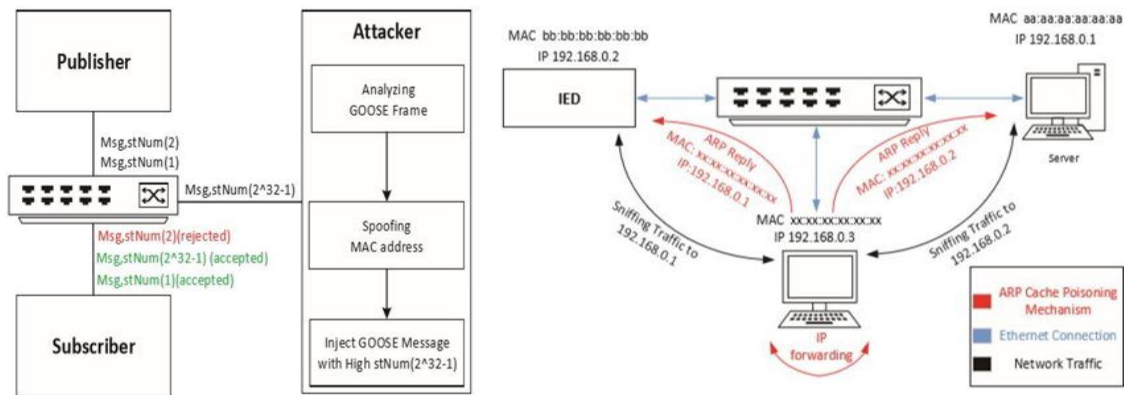 Publisher
Msg,stNum(2)
Msg,stNum(1)
Msg,stNum(2^32-1)
Msg,stNum(2)(rejected)
Msg,stNum(2^32-1) (accepted)
Msg,stNum(1)(accepted)
Subscriber
Attacker
Analyzing
GOOSE Frame
Spoofing
MAC address
Inject GOOSE Message
with High stNum(2^32-1)
MAC bb:bb:bb:bb:bb:bb
IP 192.168.0.2
IED
MAC aa:aa:aa:aa:aa:aa
IP 192.168.0.1
Server
ARP Reply
MAC: xx:xx:xx:xx:xx:xx
IP:192.168.0.1
ARP Reply
MAC: xx:xx:xx:xx:xx:xx
IP:192.168.0.2
MAC xx:xx:xx:xx:xx:xx
IP 192.168.0.3
Sniffing Traffic to
192.168.0.1
Sniffing Traffic to
192.168.0.2
IP
forwarding
ARP Cache Poisoning
Mechanism
Ethernet Connection
Network Traffic